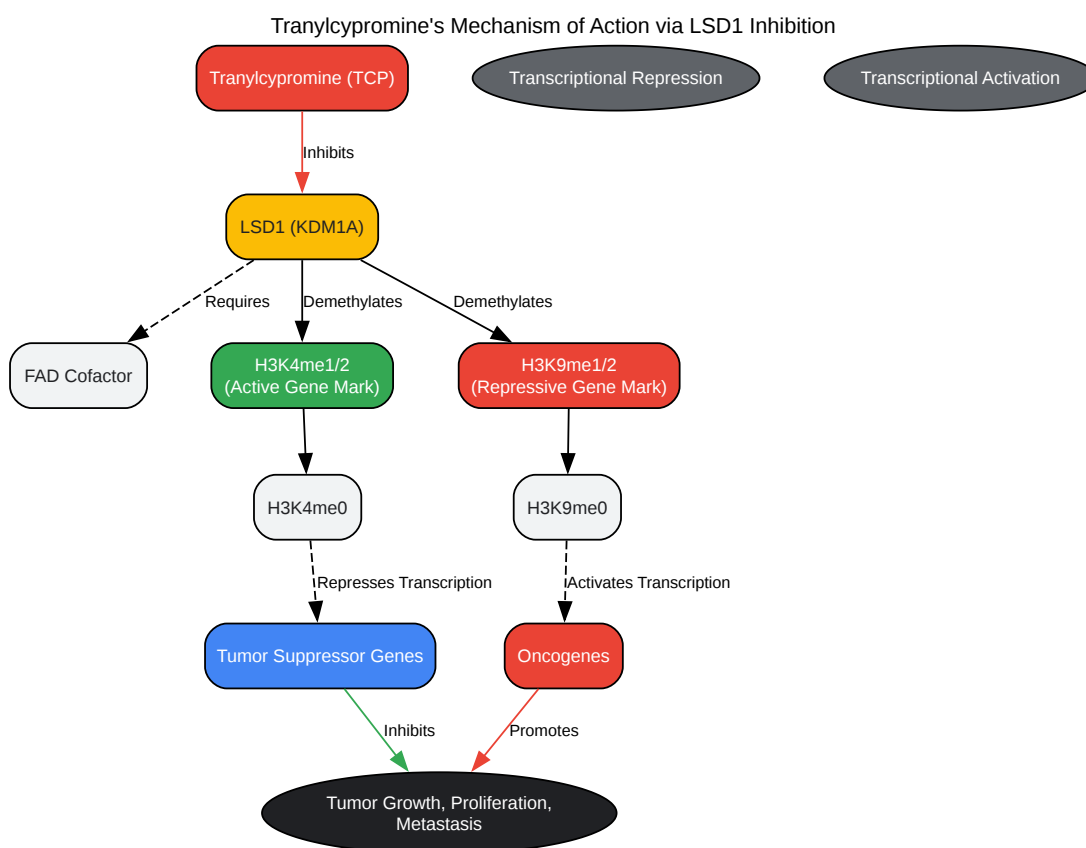 Tranylcypromine's Mechanism of Action via LSD1 Inhibition
Tranylcypromine (TCP)
Transcriptional Repression
Transcriptional Activation
Inhibits
LSD1 (KDM1A)
Requires
Demethylates
Demethylates
FAD Cofactor
H3K4me1/2
(Active Gene Mark)
H3K9me1/2
(Repressive Gene Mark)
H3K4me0
H3K9me0
Represses Transcription
Activates Transcription
Tumor Suppressor Genes
Oncogenes
Inhibits
Promotes
Tumor Growth, Proliferation,
Metastasis